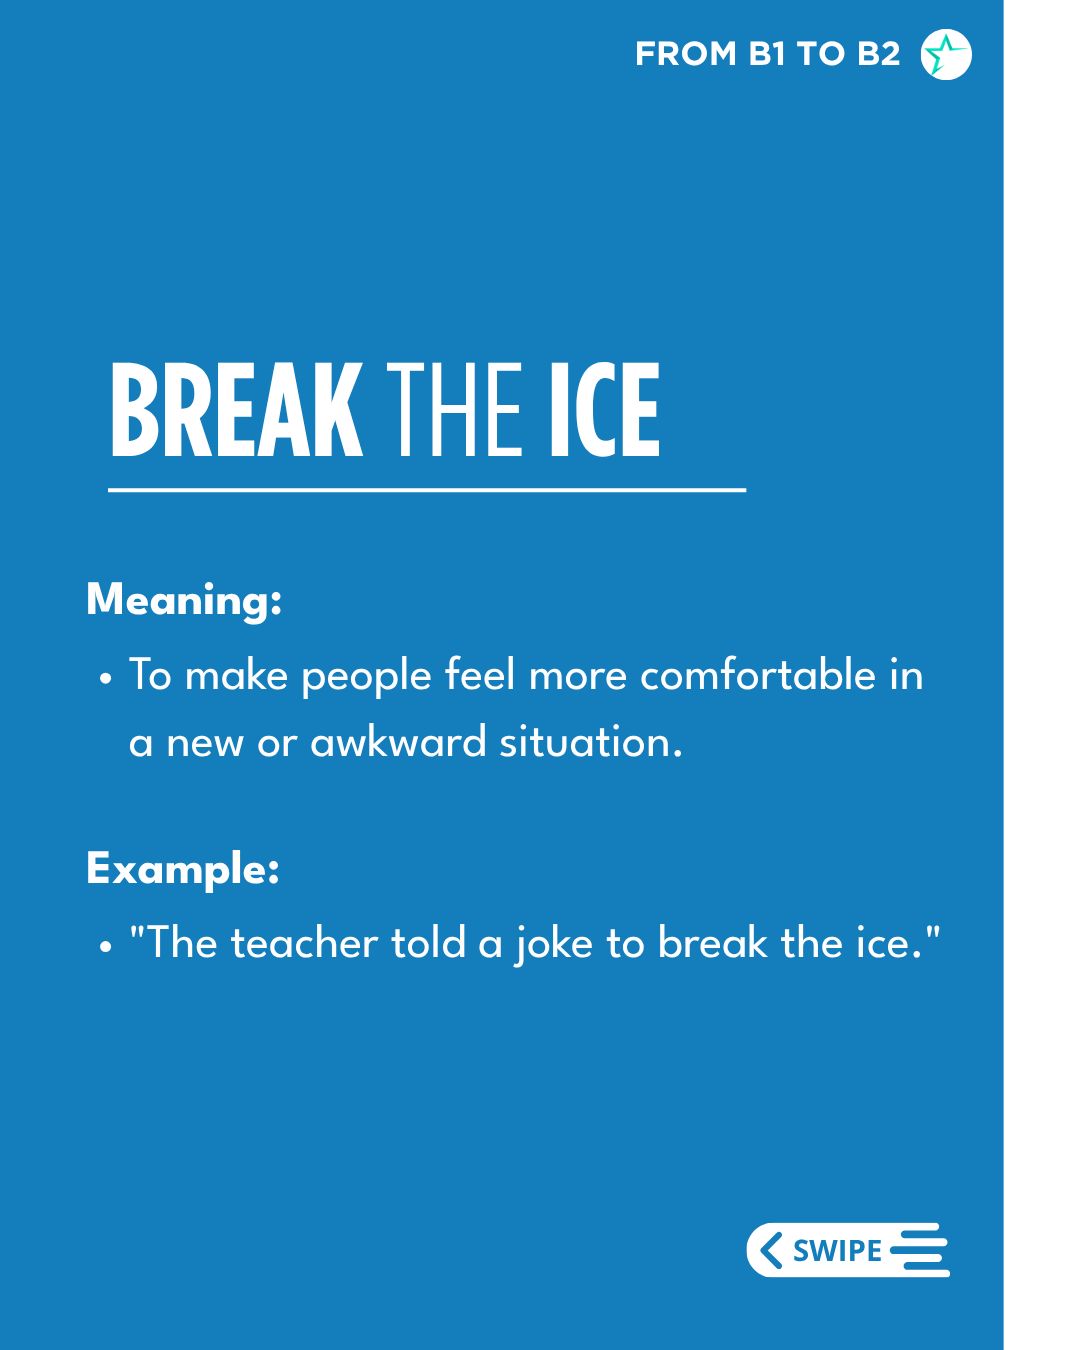 FROM B1 TO B2
BREAK THE ICE
Meaning:
• To make people feel more comfortable in
a new or awkward situation.
Example:
• "The teacher told a joke to break the ice."
SWIPE